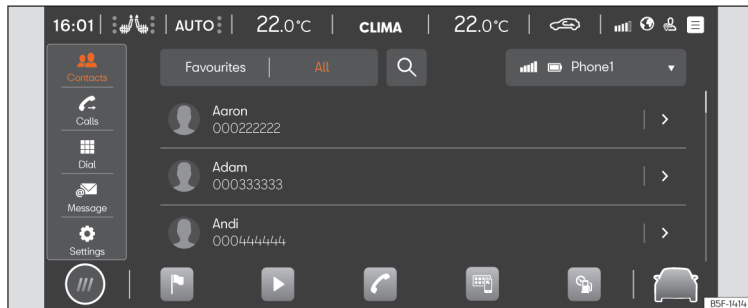 16:01 AUTO 22.0°C CLIMA 22.0°C
Contacts
Calls
Dial
Message
Settings
Favourites All
Phone1
Aaron
000222222
Adam
000333333
Andi
000444444
B5F-1414